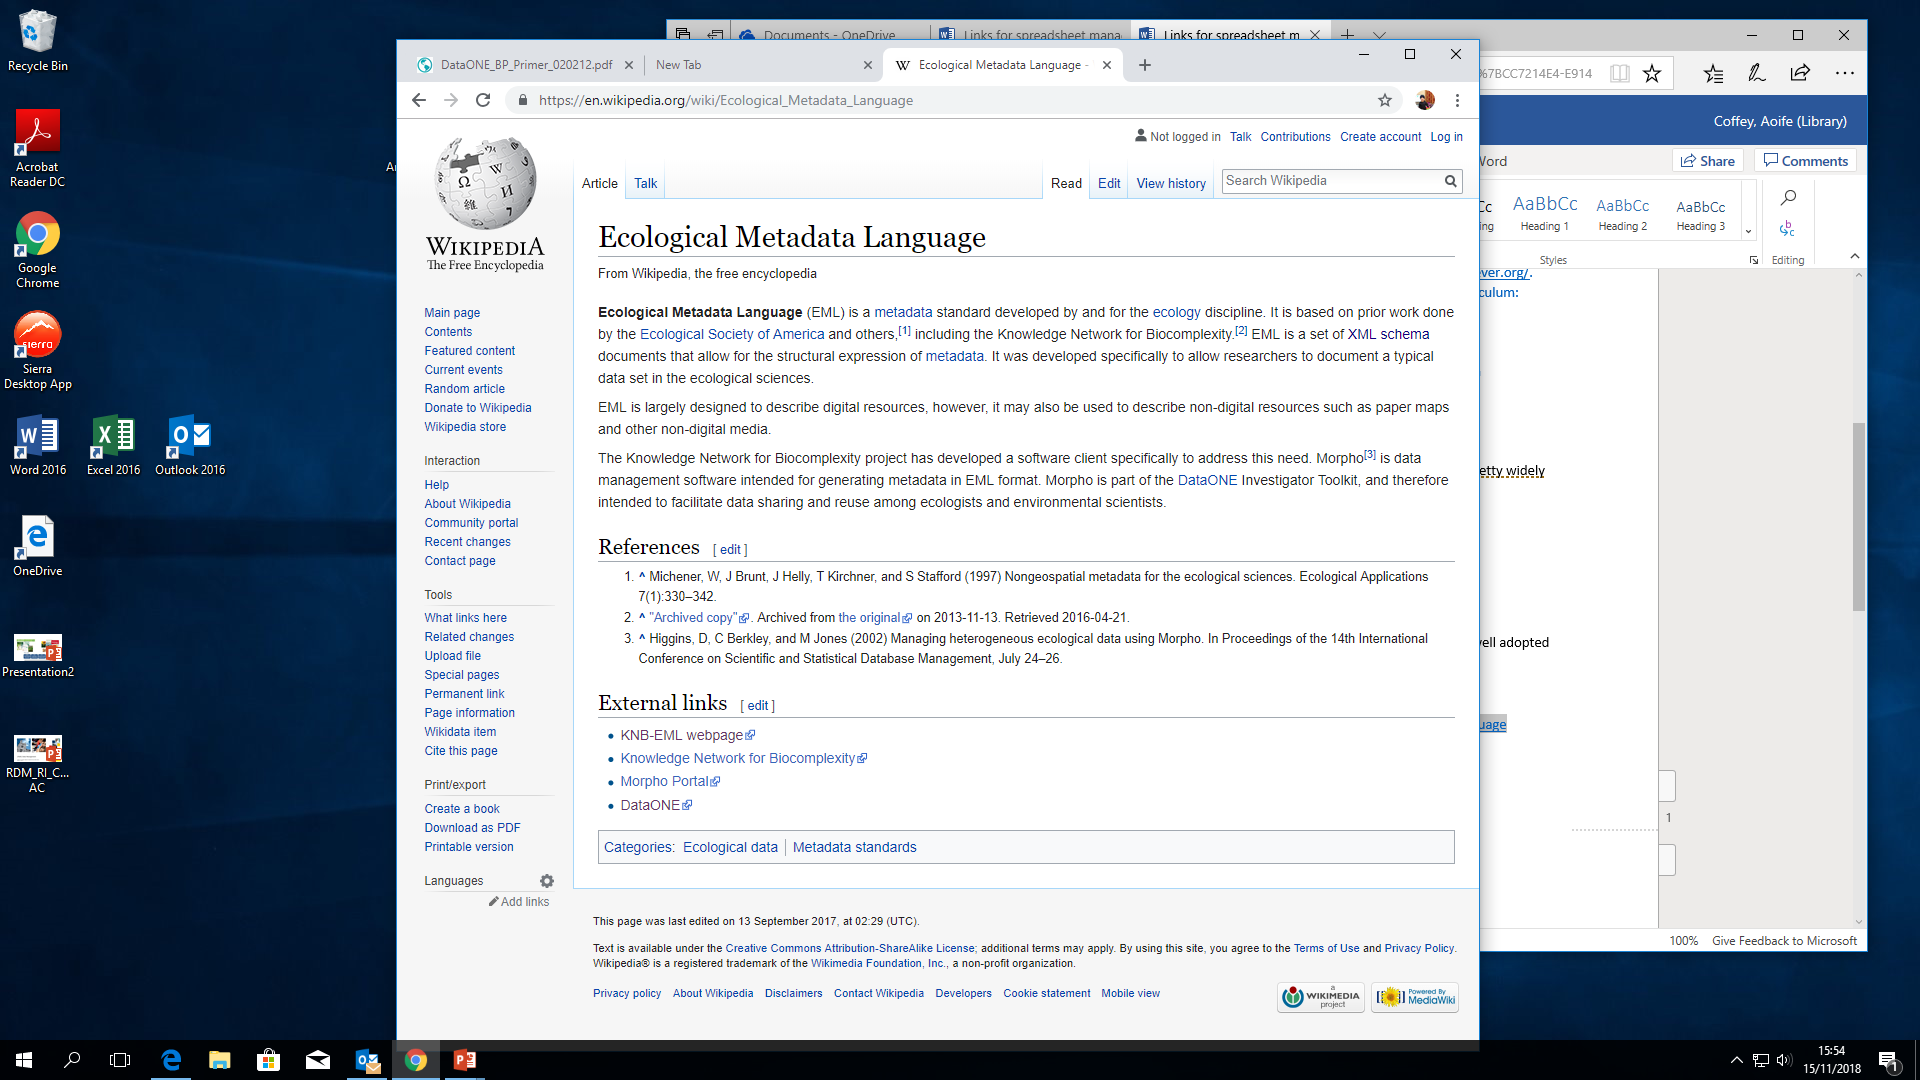 Recycle Bin
Acrobat
Reader DC
Google
Chrome
Sierra
Desktop App
Word 2016
Excel 2016
Outlook 2016
OneDrive
Presentation2
RDM_RI_C...
AC
Documents - OneDrive
Links for spreadsheet mana
Links for spreadsheet m
%7BCC7214E4-E914
Coffey, Aoife (Library)
Word
Share
Comments
AaBbCc
AaBbCc
AaBbCc
Heading 1
Heading 2
Heading 3
Styles
Editing
ver.org/.
culum:
etty widely
vell adopted
uage
1
100%
Give Feedback to Microsoft
DataONE_BP_Primer_020212.pdf
New Tab
Ecological Metadata Language -
https://en.wikipedia.org/wiki/Ecological_Metadata_Language
Not logged in Talk Contributions Create account Log in
WIKIPEDIA
The Free Encyclopedia
Article
Talk
Read
Edit
View history
Search Wikipedia
Main page
Contents
Featured content
Current events
Random article
Donate to Wikipedia
Wikipedia store
Interaction
Help
About Wikipedia
Community portal
Recent changes
Contact page
Tools
What links here
Related changes
Upload file
Special pages
Permanent link
Page information
Wikidata item
Cite this page
Print/export
Create a book
Download as PDF
Printable version
Languages
Add links
Ecological Metadata Language
From Wikipedia, the free encyclopedia
Ecological Metadata Language (EML) is a metadata standard developed by and for the ecology discipline. It is based on prior work done
by the Ecological Society of America and others,[1] including the Knowledge Network for Biocomplexity.[2] EML is a set of XML schema
documents that allow for the structural expression of metadata. It was developed specifically to allow researchers to document a typical
data set in the ecological sciences.
EML is largely designed to describe digital resources, however, it may also be used to describe non-digital resources such as paper maps
and other non-digital media.
The Knowledge Network for Biocomplexity project has developed a software client specifically to address this need. Morpho[3] is data
management software intended for generating metadata in EML format. Morpho is part of the DataONE Investigator Toolkit, and therefore
intended to facilitate data sharing and reuse among ecologists and environmental scientists.
References [ edit ]
1. ^ Michener, W, J Brunt, J Helly, T Kirchner, and S Stafford (1997) Nongeospatial metadata for the ecological sciences. Ecological Applications
7(1):330–342.
2. ^ "Archived copy". Archived from the original on 2013-11-13. Retrieved 2016-04-21.
3. ^ Higgins, D, C Berkley, and M Jones (2002) Managing heterogeneous ecological data using Morpho. In Proceedings of the 14th International
Conference on Scientific and Statistical Database Management, July 24–26.
External links [ edit ]
KNB-EML webpage
Knowledge Network for Biocomplexity
Morpho Portal
DataONE
Categories: Ecological data | Metadata standards
This page was last edited on 13 September 2017, at 02:29 (UTC).
Text is available under the Creative Commons Attribution-ShareAlike License; additional terms may apply. By using this site, you agree to the Terms of Use and Privacy Policy.
Wikipedia® is a registered trademark of the Wikimedia Foundation, Inc., a non-profit organization.
Privacy policy About Wikipedia Disclaimers Contact Wikipedia Developers Cookie statement Mobile view
a
WIKIMEDIA
project
Powered By
MediaWiki
15:54
15/11/2018
1